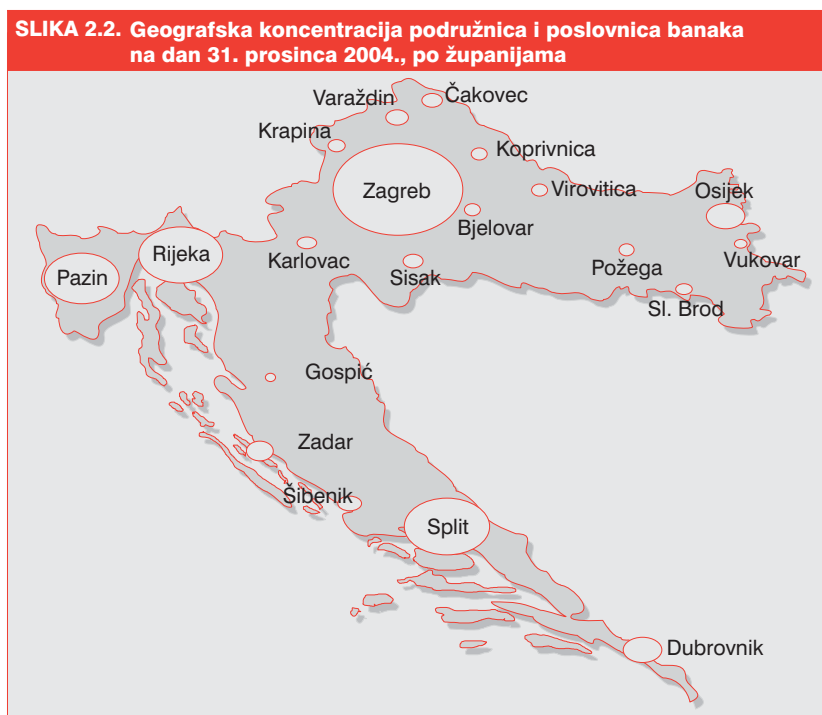 SLIKA 2.2. Geografska koncentracija podružnica i poslovnica banaka
na dan 31. prosinca 2004., po županijama
Čakovec
Varaždin
Krapina
Koprivnica
Zagreb
Virovitica
Osijek
Bjelovar
Rijeka
Karlovac
Vukovar
Pazin
Sisak
Požega
Sl. Brod
Gospić
Zadar
Šibenik
Split
Dubrovnik